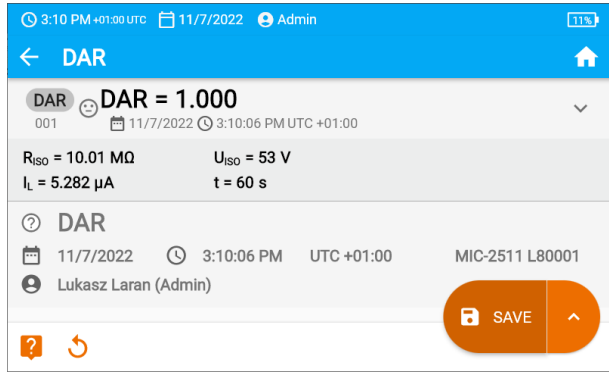 3:10 PM +01:00 UTC 11/7/2022 Admin 11%
DAR
DAR DAR = 1.000
001 11/7/2022 3:10:06 PM UTC +01:00
RISO = 10.01 MΩ UISO = 53 V
IL = 5.282 µA t = 60 s
DAR
11/7/2022 3:10:06 PM UTC +01:00 MIC-2511 L80001
Lukasz Laran (Admin)
SAVE